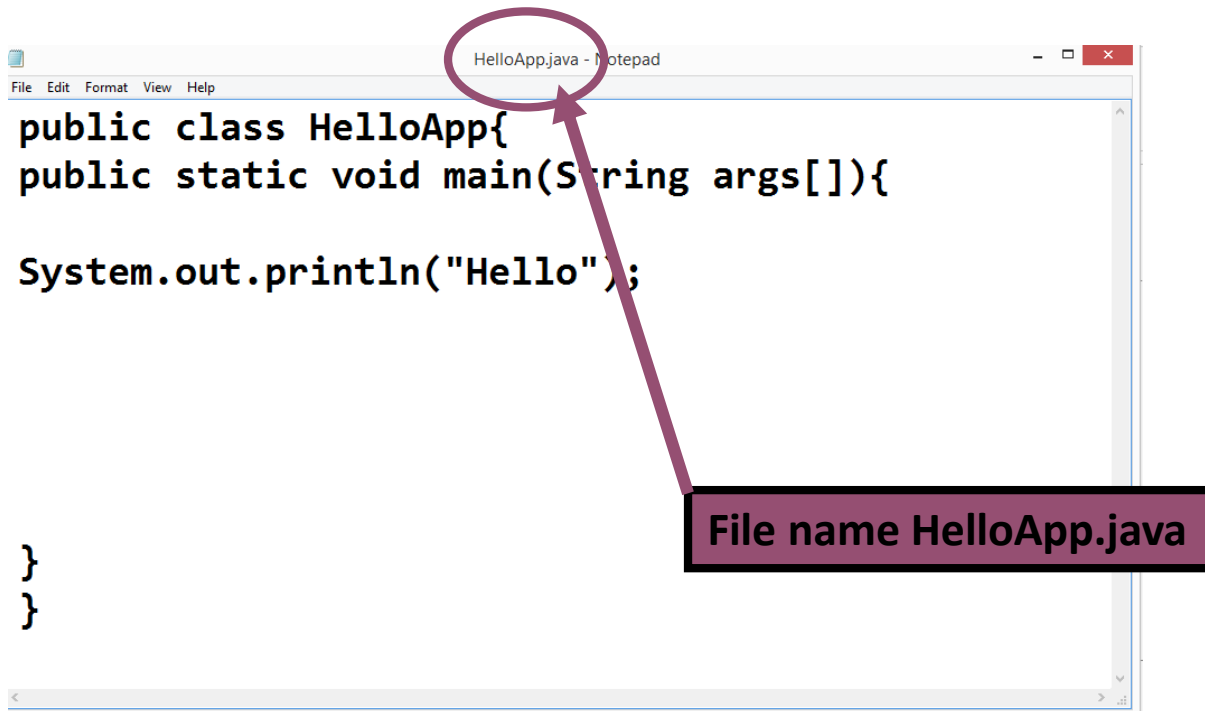 HelloApp.java - Notepad
File Edit Format View Help
public class HelloApp{
public static void main(String args[]){
System.out.println("Hello");
File name HelloApp.java
}
}